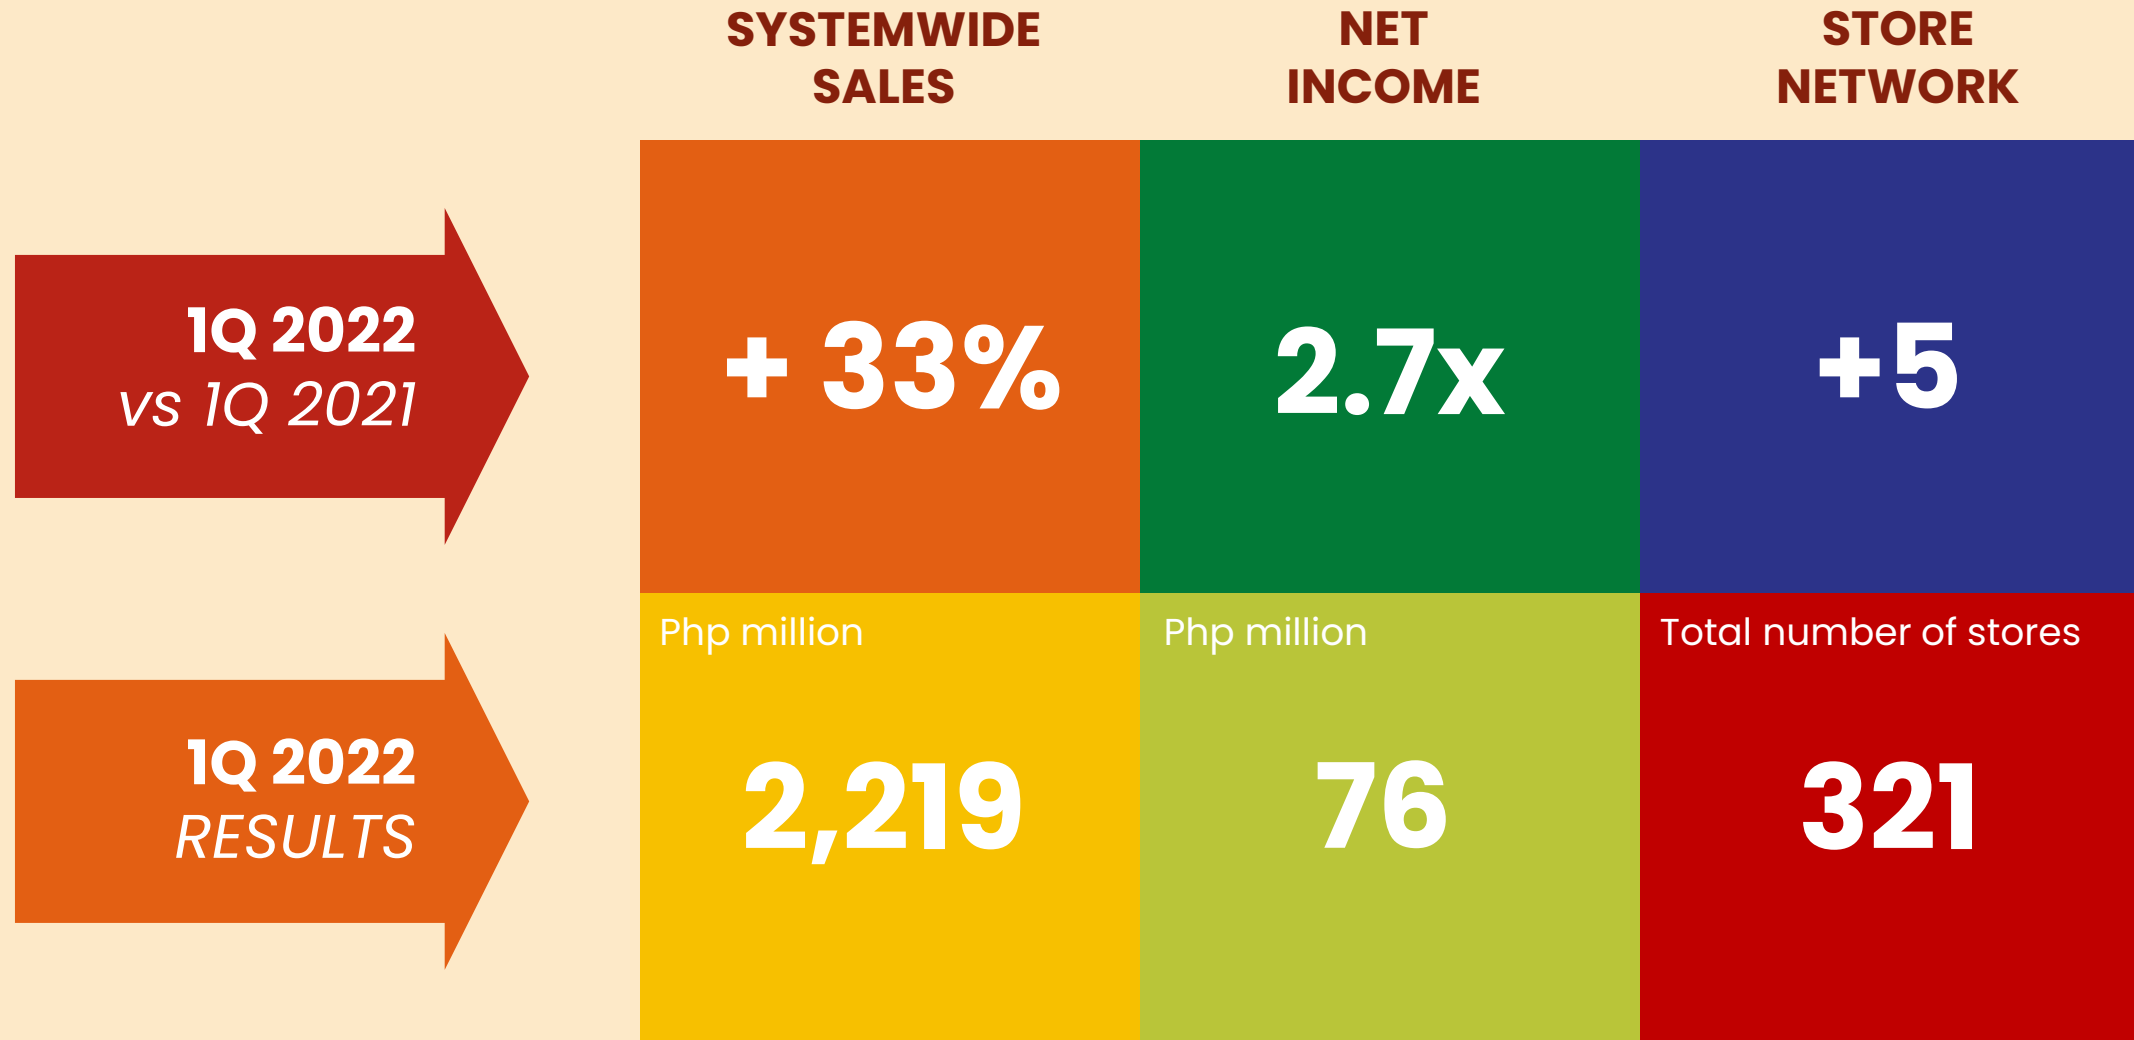 SYSTEMWIDE
SALES
NET
INCOME
STORE
NETWORK
1Q 2022
vs 1Q 2021
+ 33%
2.7x
+5
1Q 2022
RESULTS
Php million
2,219
Php million
76
Total number of stores
321